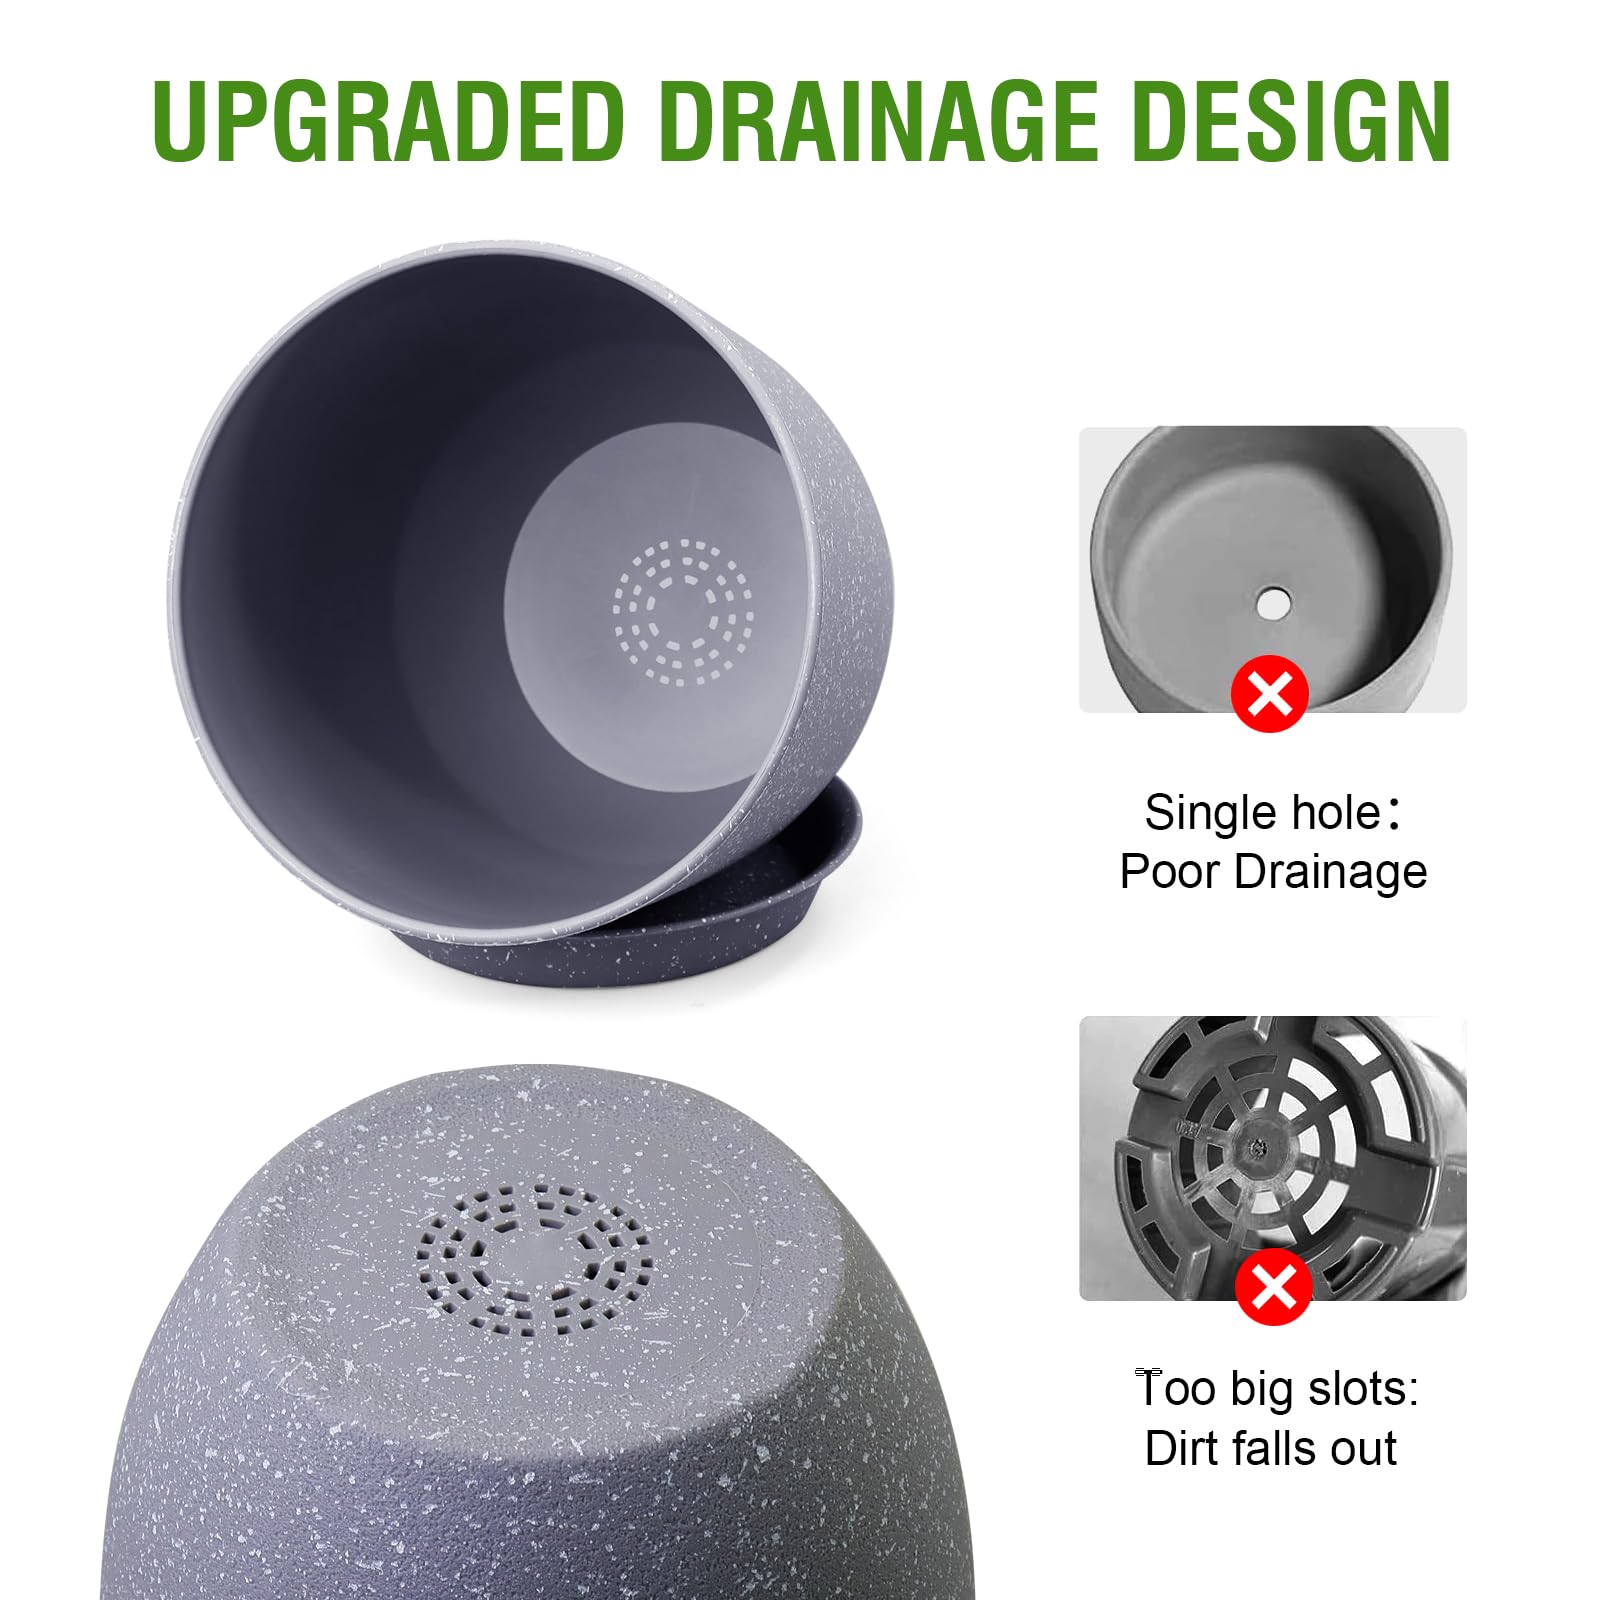 UPGRADED DRAINAGE DESIGN
Single hole：
Poor Drainage
Too big slots:
Dirt falls out